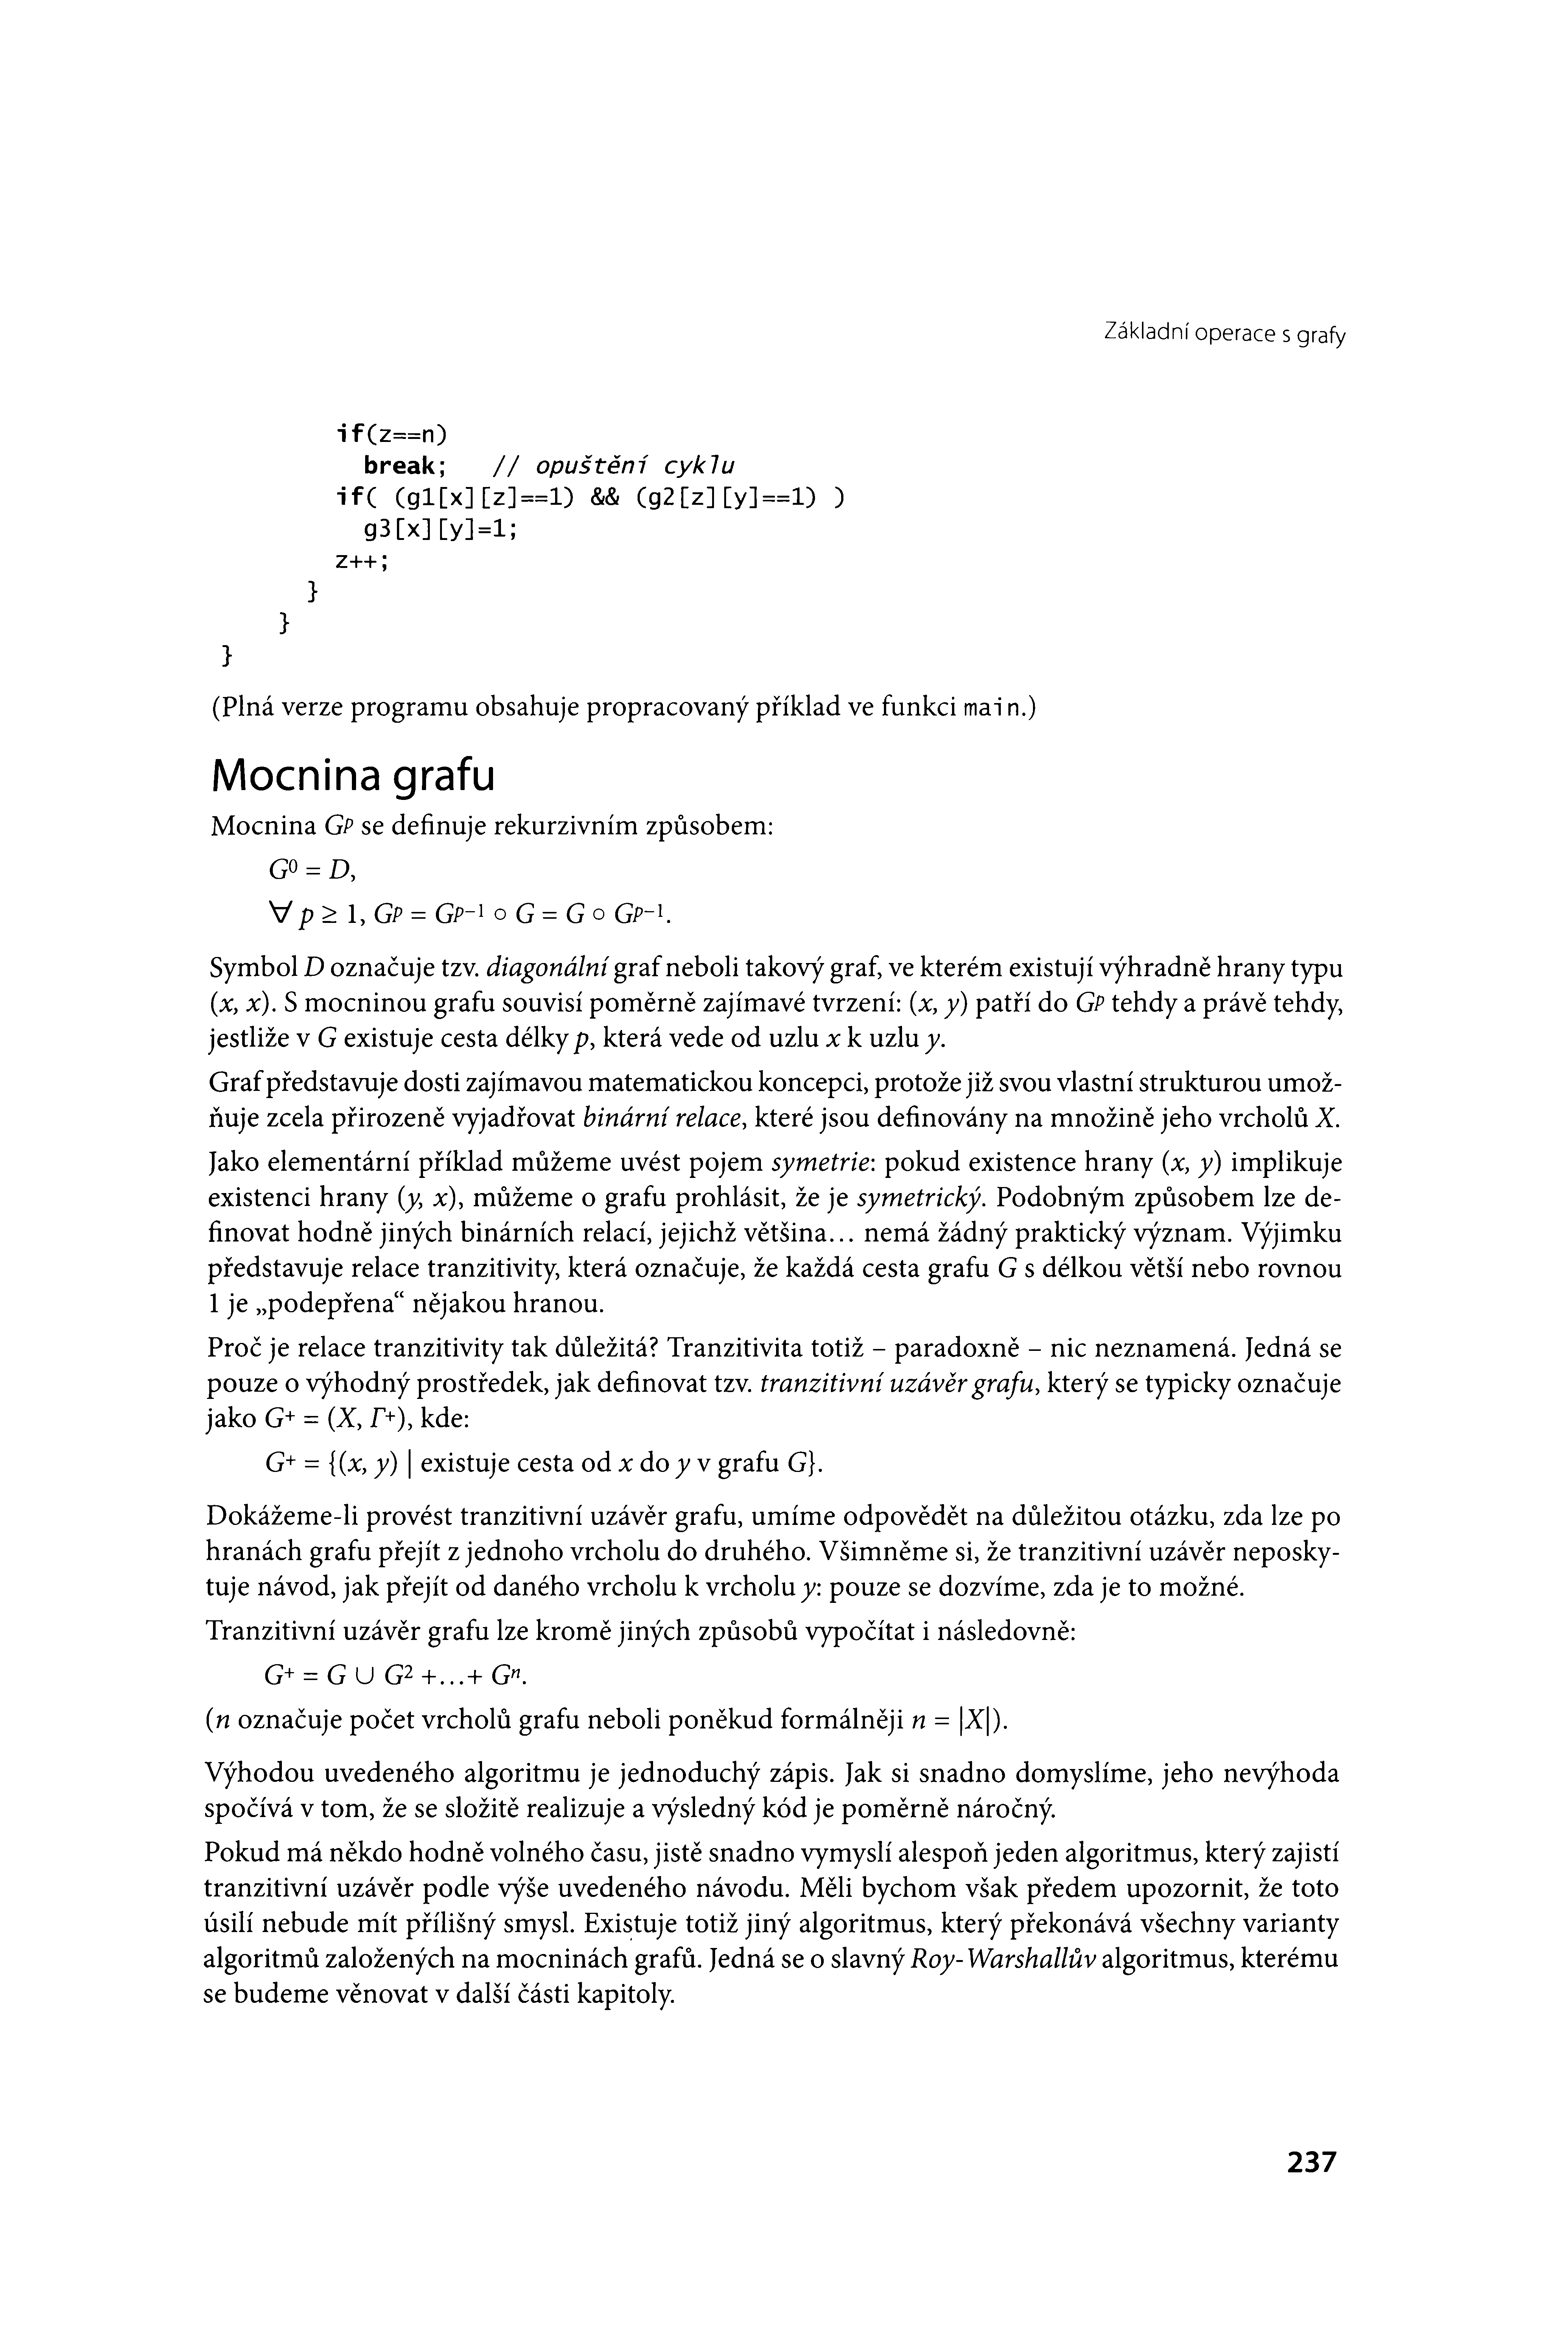 Základní operace s grafy
if(z==n)
break;   // opuštění cyklu
if( (g1[x][z]==1) && (g2[z][y]==1) )
g3[x][y]=1;
z++;
}
}
}
(Plná verze programu obsahuje propracovaný příklad ve funkci main.)
Mocnina grafu
Mocnina Gᵖ se definuje rekurzivním způsobem:
G⁰ = D,
∀ p ≥ 1, Gᵖ = Gᵖ⁻¹ ∘ G = G ∘ Gᵖ⁻¹.
Symbol D označuje tzv. diagonální graf neboli takový graf, ve kterém existují výhradně hrany typu
(x, x). S mocninou grafu souvisí poměrně zajímavé tvrzení: (x, y) patří do Gᵖ tehdy a právě tehdy,
jestliže v G existuje cesta délky p, která vede od uzlu x k uzlu y.
Graf představuje dosti zajímavou matematickou koncepci, protože již svou vlastní strukturou umož-
ňuje zcela přirozeně vyjadřovat binární relace, které jsou definovány na množině jeho vrcholů X.
Jako elementární příklad můžeme uvést pojem symetrie: pokud existence hrany (x, y) implikuje
existenci hrany (y, x), můžeme o grafu prohlásit, že je symetrický. Podobným způsobem lze de-
finovat hodně jiných binárních relací, jejichž většina… nemá žádný praktický význam. Výjimku
představuje relace tranzitivity, která označuje, že každá cesta grafu G s délkou větší nebo rovnou
1 je „podepřena“ nějakou hranou.
Proč je relace tranzitivity tak důležitá? Tranzitivita totiž – paradoxně – nic neznamená. Jedná se
pouze o výhodný prostředek, jak definovat tzv. tranzitivní uzávěr grafu, který se typicky označuje
jako G⁺ = (X, Γ⁺), kde:
G⁺ = {(x, y) | existuje cesta od x do y v grafu G}.
Dokážeme-li provést tranzitivní uzávěr grafu, umíme odpovědět na důležitou otázku, zda lze po
hranách grafu přejít z jednoho vrcholu do druhého. Všimněme si, že tranzitivní uzávěr neposky-
tuje návod, jak přejít od daného vrcholu k vrcholu y: pouze se dozvíme, zda je to možné.
Tranzitivní uzávěr grafu lze kromě jiných způsobů vypočítat i následovně:
G⁺ = G ∪ G² +…+ Gⁿ.
(n označuje počet vrcholů grafu neboli poněkud formálněji n = |X|).
Výhodou uvedeného algoritmu je jednoduchý zápis. Jak si snadno domyslíme, jeho nevýhoda
spočívá v tom, že se složitě realizuje a výsledný kód je poměrně náročný.
Pokud má někdo hodně volného času, jistě snadno vymyslí alespoň jeden algoritmus, který zajistí
tranzitivní uzávěr podle výše uvedeného návodu. Měli bychom však předem upozornit, že toto
úsilí nebude mít přílišný smysl. Existuje totiž jiný algoritmus, který překonává všechny varianty
algoritmů založených na mocninách grafů. Jedná se o slavný Roy-Warshallův algoritmus, kterému
se budeme věnovat v další části kapitoly.
237